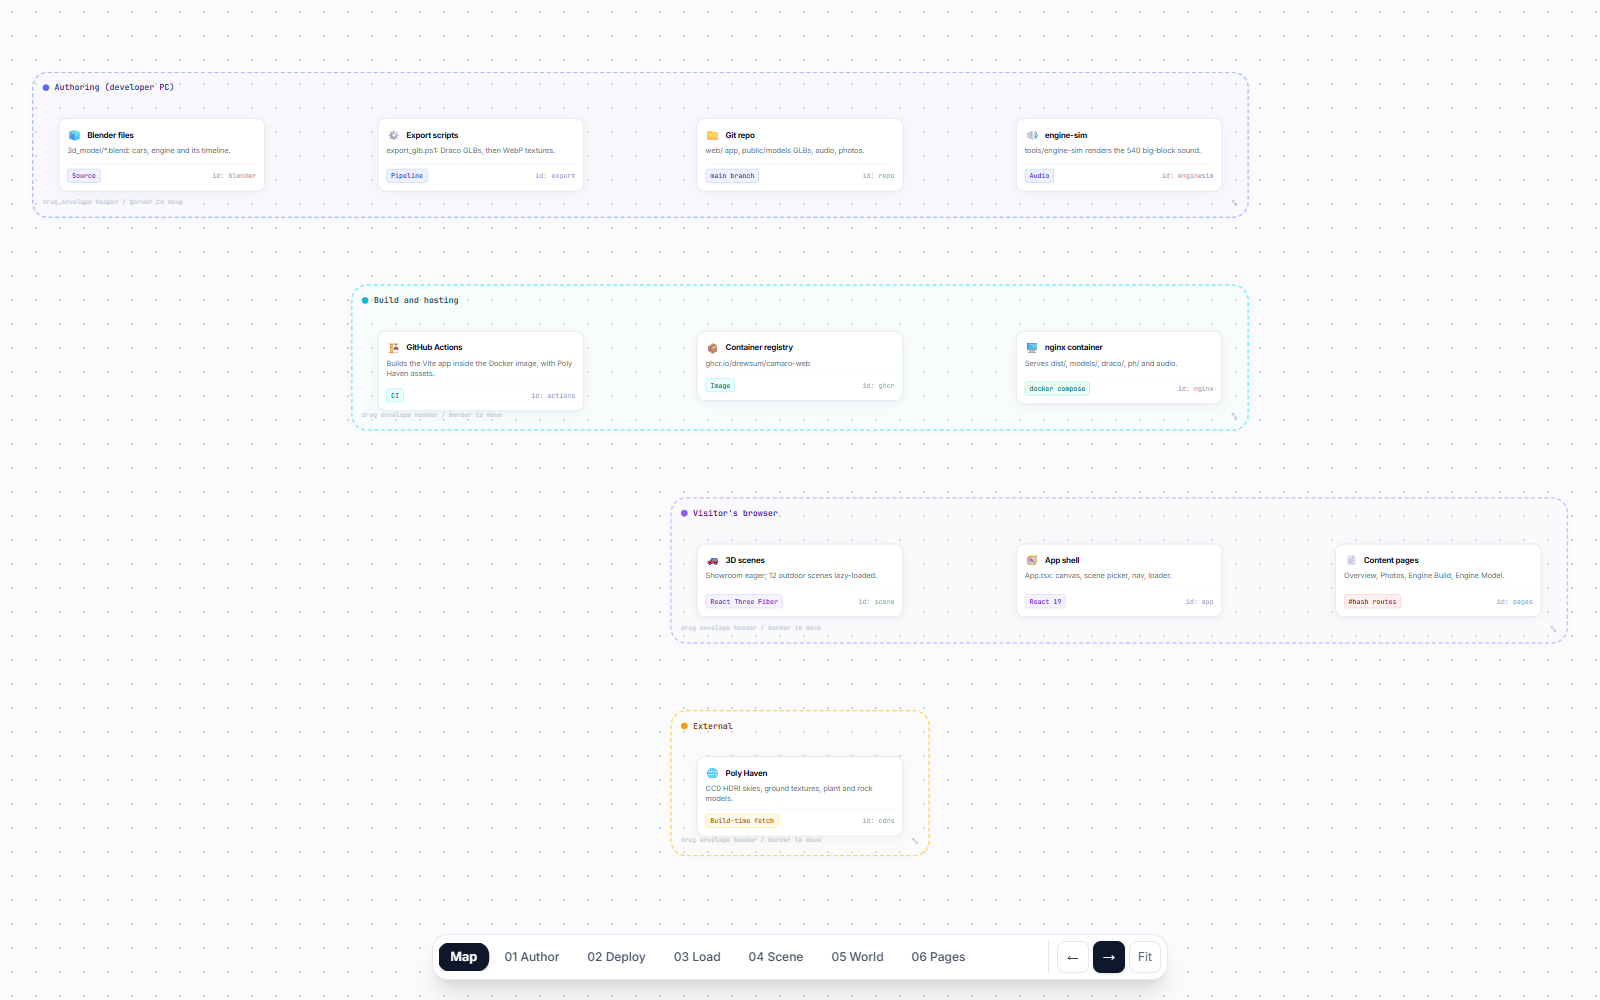 Authoring (developer PC)
Blender files
3d_model/*.blend: cars, engine and its timeline.
Source
id: blender
Export scripts
export_glb.ps1: Draco GLBs, then WebP textures.
Pipeline
id: export
Git repo
web/ app, public/models GLBs, audio, photos.
main branch
id: repo
engine-sim
tools/engine-sim renders the 540 big-block sound.
Audio
id: enginesim
drag envelope header / border to move
Build and hosting
GitHub Actions
Builds the Vite app inside the Docker image, with Poly
Haven assets.
CI
id: actions
Container registry
ghcr.io/drewsum/camaro-web
Image
id: ghcr
nginx container
Serves dist/, models/, draco/, ph/ and audio.
docker compose
id: nginx
drag envelope header / border to move
Visitor's browser
3D scenes
Showroom eager; 12 outdoor scenes lazy-loaded.
React Three Fiber
id: scene
App shell
App.tsx: canvas, scene picker, nav, loader.
React 19
id: app
Content pages
Overview, Photos, Engine Build, Engine Model.
#hash routes
id: pages
drag envelope header / border to move
External
Poly Haven
CC0 HDRI skies, ground textures, plant and rock
models.
Build-time fetch
id: cdns
drag envelope header / border to move
Map
01 Author
02 Deploy
03 Load
04 Scene
05 World
06 Pages
←
→
Fit